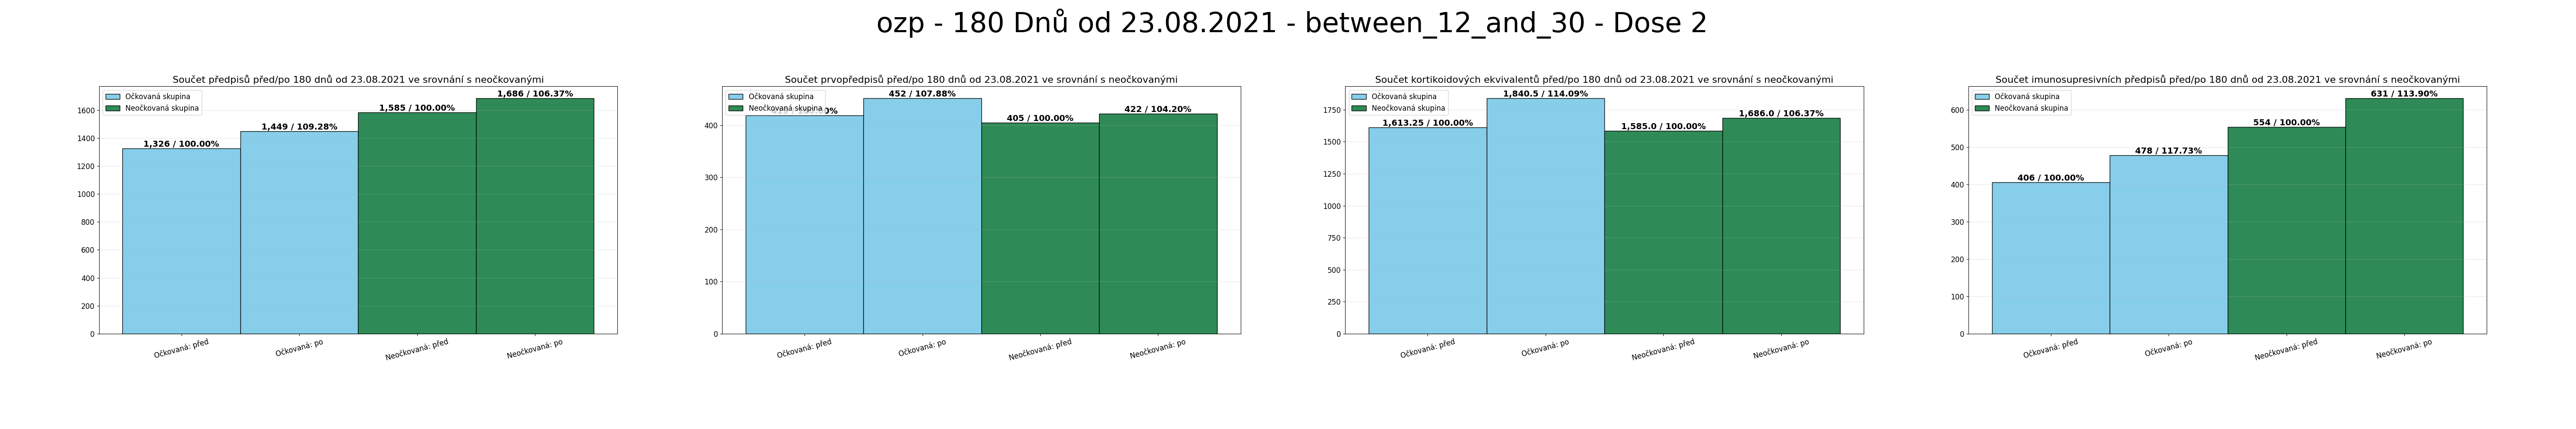 ozp - 180 Dnů od 23.08.2021 - between_12_and_30 - Dose 2
Součet předpisů před/po 180 dnů od 23.08.2021 ve srovnání s neočkovanými
Očkovaná skupina
Neočkovaná skupina
1,326 / 100.00%
1,449 / 109.28%
1,585 / 100.00%
1,686 / 106.37%
1600
1400
1200
1000
800
600
400
200
0
Očkovaná: před
Očkovaná: po
Neočkovaná: před
Neočkovaná: po
Součet prvopředpisů před/po 180 dnů od 23.08.2021 ve srovnání s neočkovanými
Očkovaná skupina
Neočkovaná skupina
452 / 107.88%
405 / 100.00%
422 / 104.20%
400
300
200
100
0
Očkovaná: před
Očkovaná: po
Neočkovaná: před
Neočkovaná: po
Součet kortikoidových ekvivalentů před/po 180 dnů od 23.08.2021 ve srovnání s neočkovanými
Očkovaná skupina
Neočkovaná skupina
1,613.25 / 100.00%
1,840.5 / 114.09%
1,585.0 / 100.00%
1,686.0 / 106.37%
1750
1500
1250
1000
750
500
250
0
Očkovaná: před
Očkovaná: po
Neočkovaná: před
Neočkovaná: po
Součet imunosupresivních předpisů před/po 180 dnů od 23.08.2021 ve srovnání s neočkovanými
Očkovaná skupina
Neočkovaná skupina
406 / 100.00%
478 / 117.73%
554 / 100.00%
631 / 113.90%
600
500
400
300
200
100
0
Očkovaná: před
Očkovaná: po
Neočkovaná: před
Neočkovaná: po